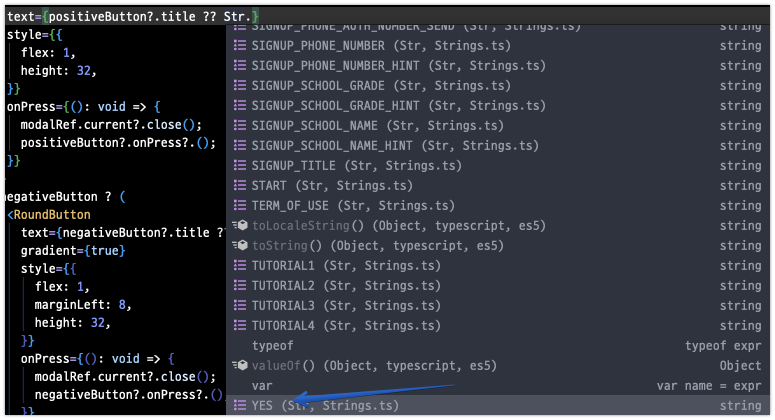 text={positiveButton?.title ?? Str.}
style={{
flex: 1,
height: 32,
}}
onPress={(): void => {
modalRef.current?.close();
positiveButton?.onPress?.();
}}
negativeButton ? (
<RoundButton
text={negativeButton?.title ?
gradient={true}
style={{
flex: 1,
marginLeft: 8,
height: 32,
}}
onPress={(): void => {
modalRef.current?.close();
negativeButton?.onPress?.()
}}
SIGNUP_PHONE_AUTH_NUMBER_SEND (Str, Strings.ts) string
SIGNUP_PHONE_NUMBER (Str, Strings.ts) string
SIGNUP_PHONE_NUMBER_HINT (Str, Strings.ts) string
SIGNUP_SCHOOL_GRADE (Str, Strings.ts) string
SIGNUP_SCHOOL_GRADE_HINT (Str, Strings.ts) string
SIGNUP_SCHOOL_NAME (Str, Strings.ts) string
SIGNUP_SCHOOL_NAME_HINT (Str, Strings.ts) string
SIGNUP_TITLE (Str, Strings.ts) string
START (Str, Strings.ts) string
TERM_OF_USE (Str, Strings.ts) string
toLocaleString() (Object, typescript, es5) string
toString() (Object, typescript, es5) string
TUTORIAL1 (Str, Strings.ts) string
TUTORIAL2 (Str, Strings.ts) string
TUTORIAL3 (Str, Strings.ts) string
TUTORIAL4 (Str, Strings.ts) string
typeof typeof expr
valueOf() (Object, typescript, es5) Object
var var name = expr
YES (Str, Strings.ts) string